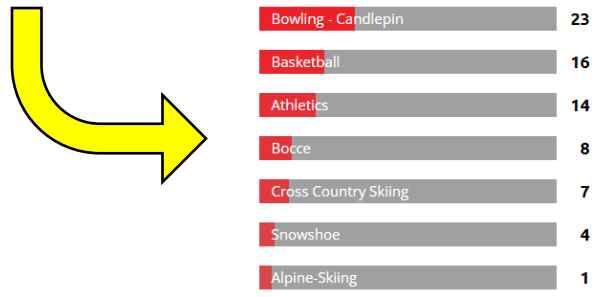 Bowling - Candlepin 23
Basketball 16
Athletics 14
Bocce 8
Cross Country Skiing 7
Snowshoe 4
Alpine-Skiing 1